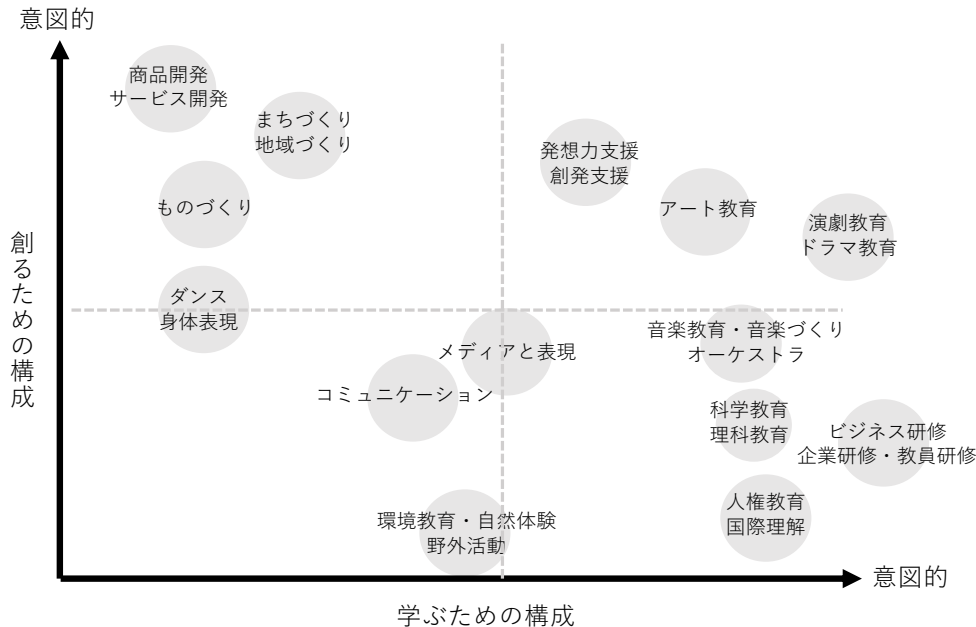 意図的
商品開発
サービス開発
まちづくり
地域づくり
発想力支援
創発支援
ものづくり
アート教育
演劇教育
ドラマ教育
創るための構成
ダンス
身体表現
メディアと表現
音楽教育・音楽づくり
オーケストラ
コミュニケーション
科学教育
理科教育
ビジネス研修
企業研修・教員研修
環境教育・自然体験
野外活動
人権教育
国際理解
意図的
学ぶための構成